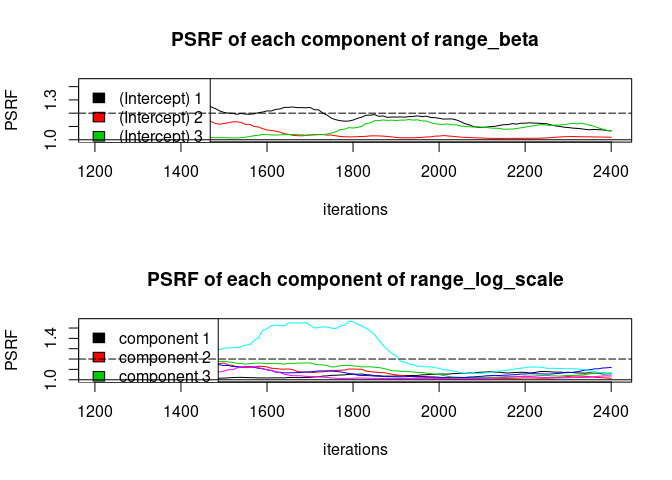 PSRF of each component of range_beta
PSRF
1.0 1.3
(Intercept) 1
(Intercept) 2
(Intercept) 3
1200 1400 1600 1800 2000 2200 2400
iterations
PSRF of each component of range_log_scale
PSRF
1.0 1.4
component 1
component 2
component 3
1200 1400 1600 1800 2000 2200 2400
iterations